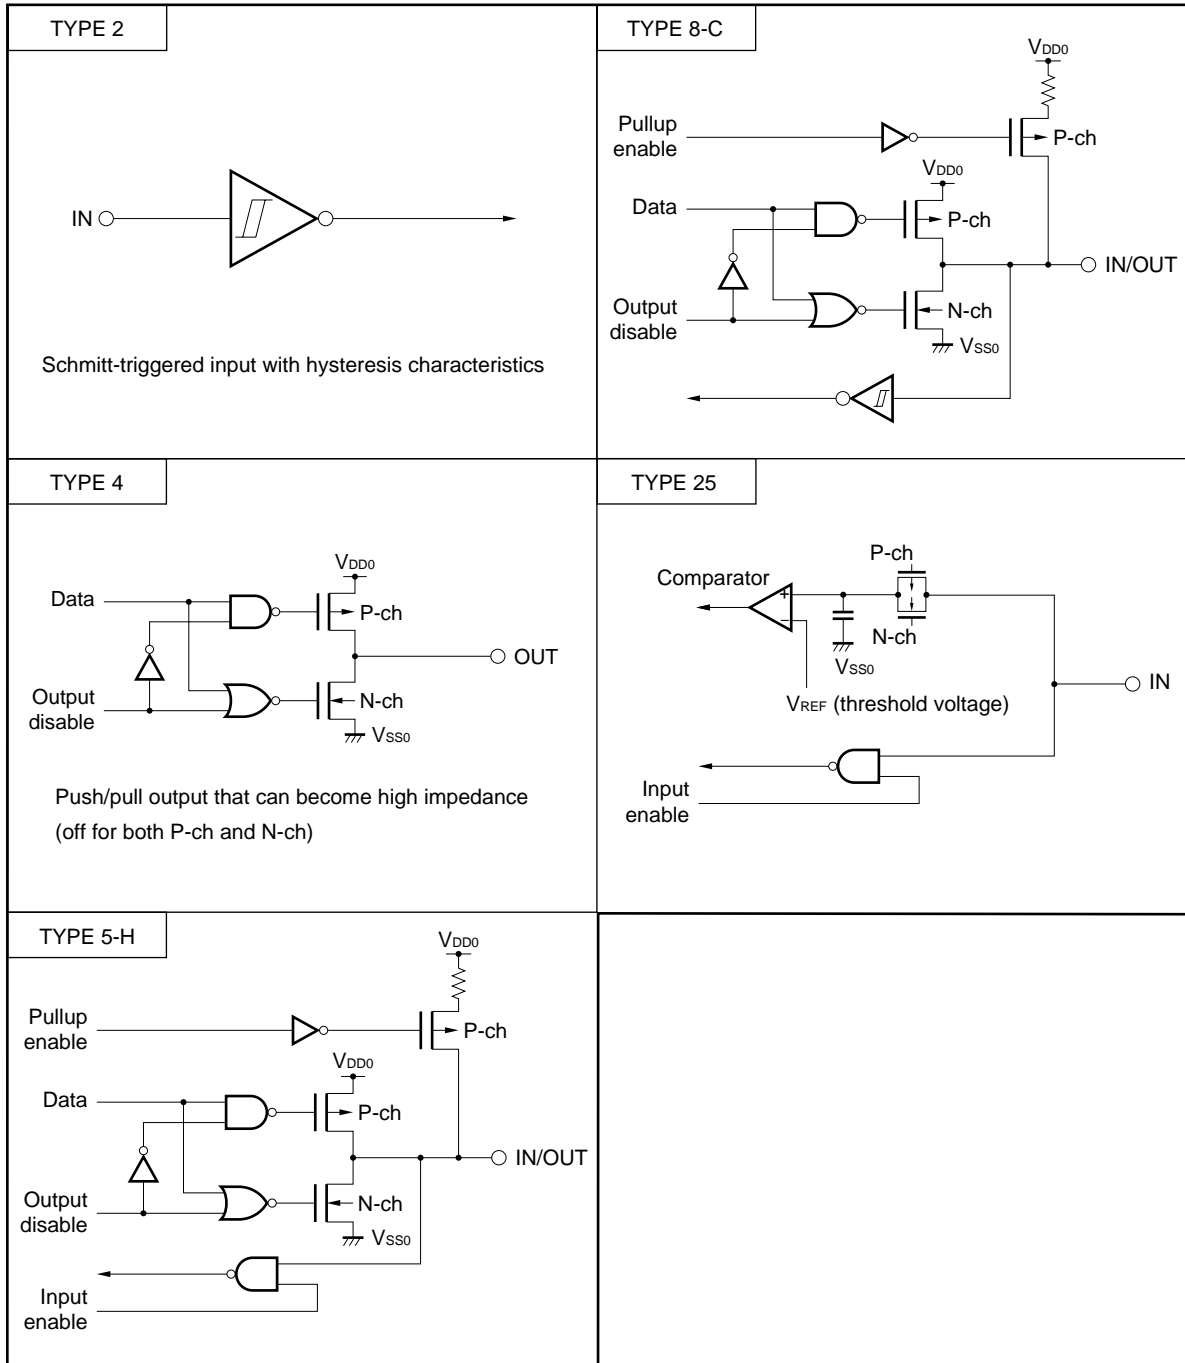 TYPE 2
IN
Schmitt-triggered input with hysteresis characteristics
TYPE 8-C
VDD0
Pullup
enable
P-ch
VDD0
Data
P-ch
IN/OUT
Output
disable
N-ch
VSS0
TYPE 4
VDD0
Data
P-ch
OUT
Output
disable
N-ch
VSS0
Push/pull output that can become high impedance
(off for both P-ch and N-ch)
TYPE 25
P-ch
Comparator
+
−
N-ch
VSS0
IN
VREF (threshold voltage)
Input
enable
TYPE 5-H
VDD0
Pullup
enable
P-ch
VDD0
Data
P-ch
IN/OUT
Output
disable
N-ch
VSS0
Input
enable